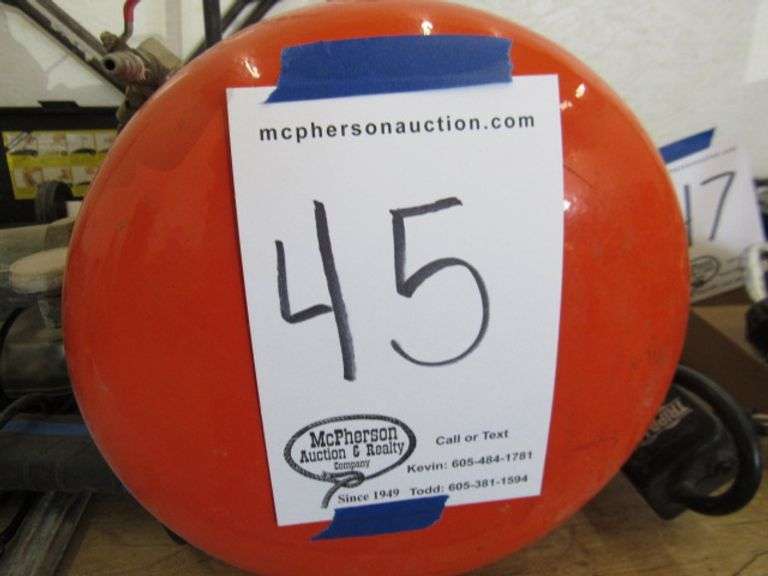 mcphersonauction.com
45
McPherson
Auction & Realty
Company
Since 1949
Call or Text
Kevin: 605-484-1781
Todd: 605-381-1594
47